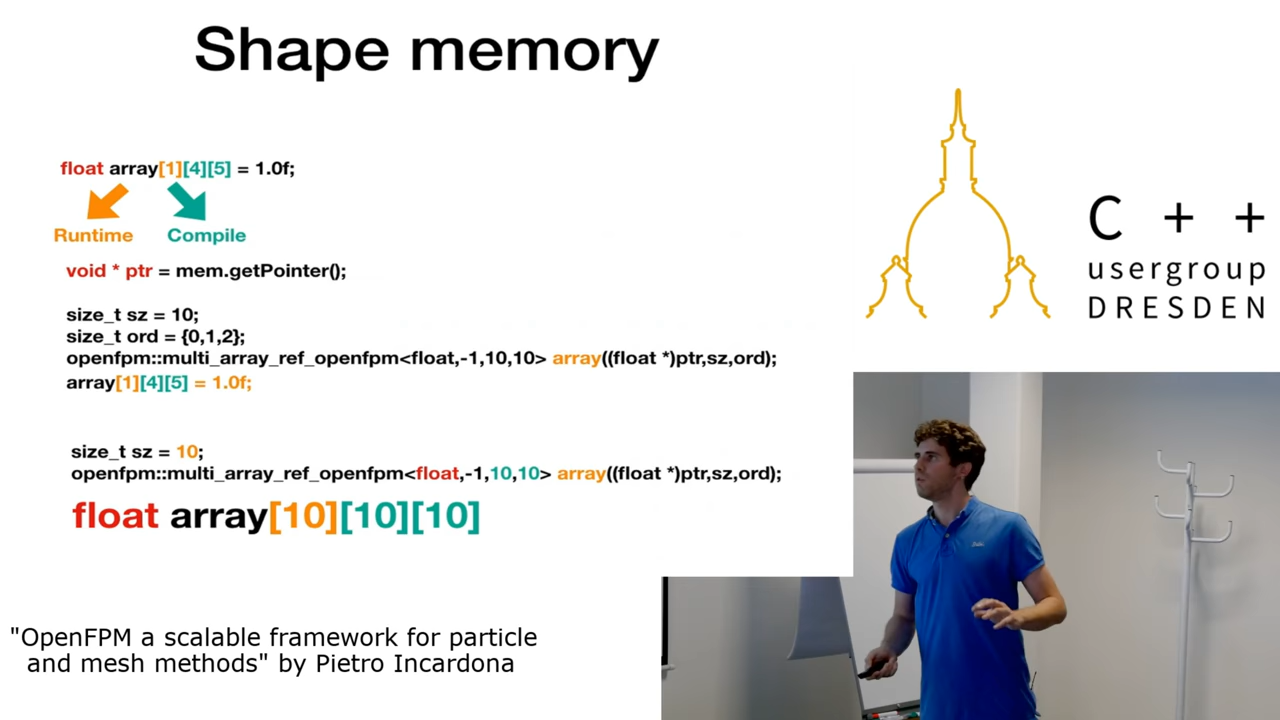 Shape memory
float array[1][4][5] = 1.0f;
Runtime Compile
void * ptr = mem.getPointer();
size_t sz = 10;
size_t ord = {0,1,2};
openfpm::multi_array_ref_openfpm<float,-1,10,10> array((float *)ptr,sz,ord);
array[1][4][5] = 1.0f;
size_t sz = 10;
openfpm::multi_array_ref_openfpm<float,-1,10,10> array((float *)ptr,sz,ord);
float array[10][10][10]
"OpenFPM a scalable framework for particle
and mesh methods" by Pietro Incardona
C + +
usergroup
DRESDEN